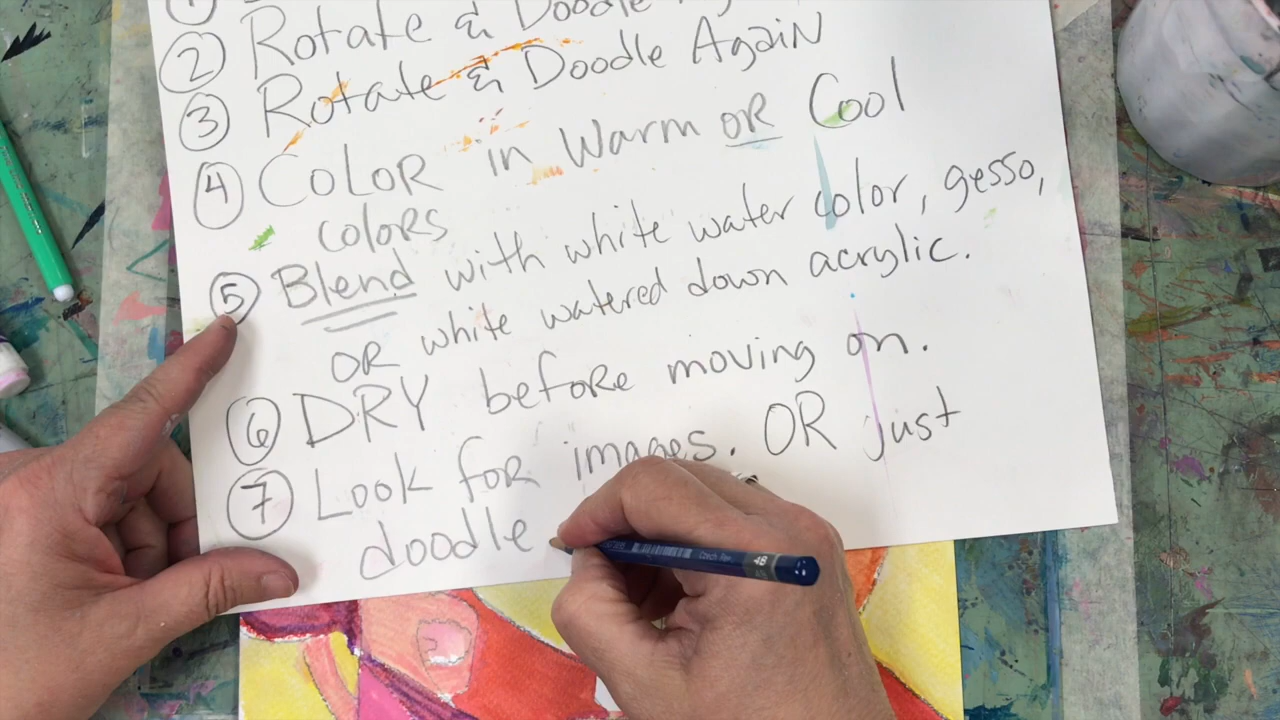 ① 
② Rotate & Doodle
③ Rotate & Doodle Again
④ Color in Warm or Cool
colors
⑤ Blend with white water color, gesso,
OR white watered down acrylic.
⑥ DRY before moving on.
⑦ Look for images. OR just
doodle